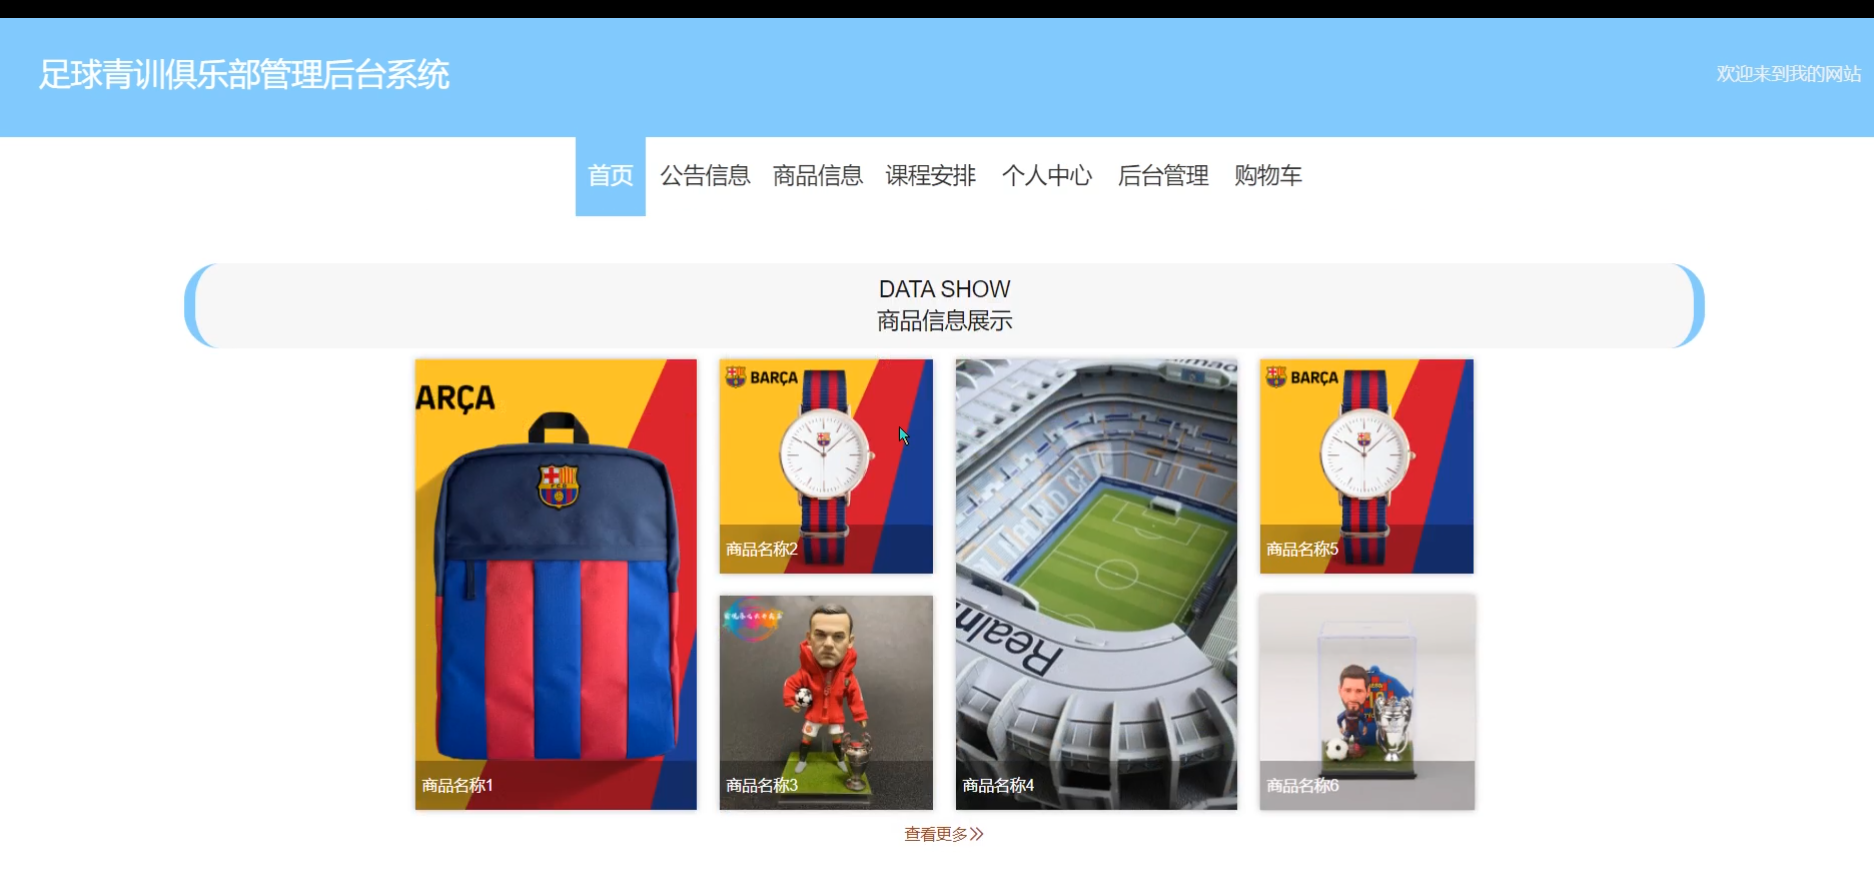 足球青训俱乐部管理后台系统
欢迎来到我的网站
首页 公告信息 商品信息 课程安排 个人中心 后台管理 购物车
DATA SHOW
商品信息展示
ARÇA
商品名称1
BARÇA
商品名称2
商品名称3
Realm
商品名称4
BARÇA
商品名称5
商品名称6
查看更多